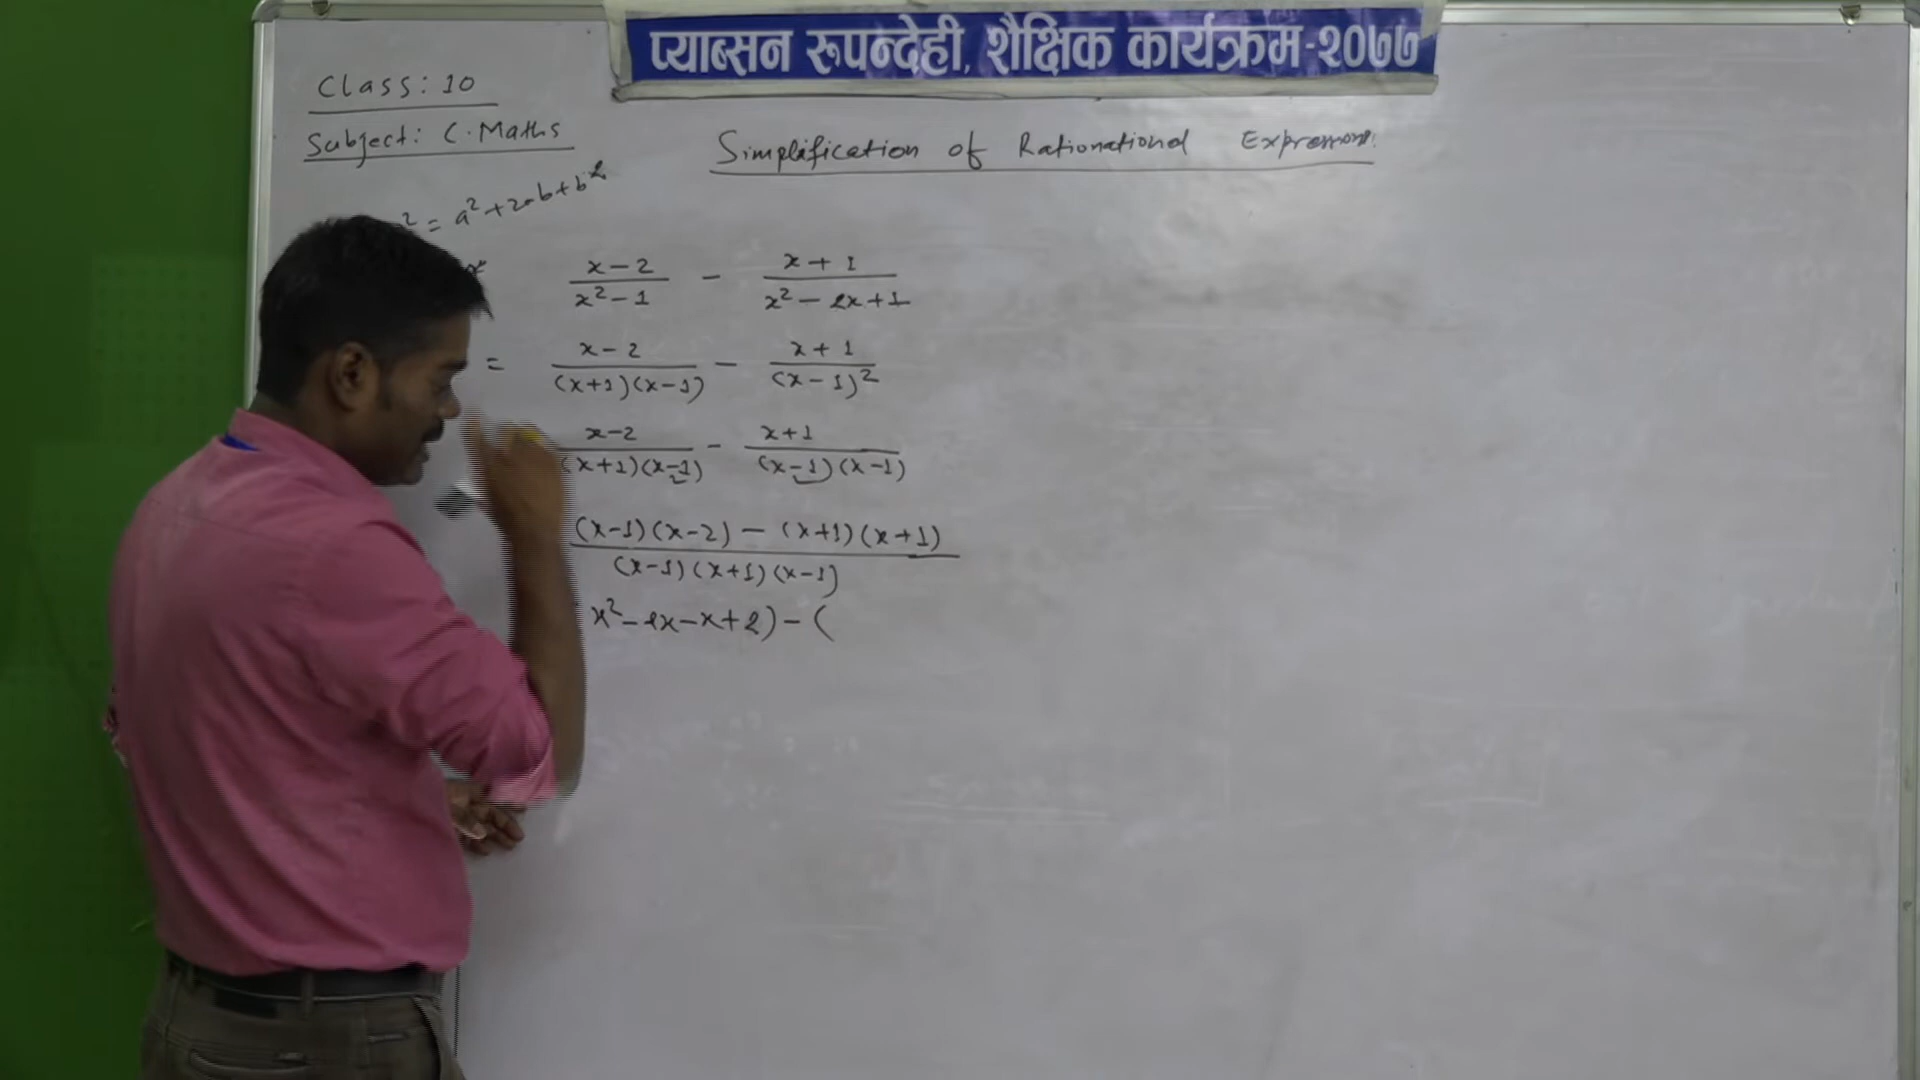 प्याब्सन रूपन्देही, शैक्षिक कार्यक्रम-२०७७
Class: 10
Subject: C. Maths
Simplification of Rationational Expressions.
² = a² + 2ab + b²
x-2 / x²-1 - x+1 / x²-2x+1
= x-2 / (x+1)(x-1) - x+1 / (x-1)²
x-2 / (x+1)(x-1) - x+1 / (x-1)(x-1)
(x-1)(x-2) - (x+1)(x+1) / (x-1)(x+1)(x-1)
x²-2x-x+2) - (